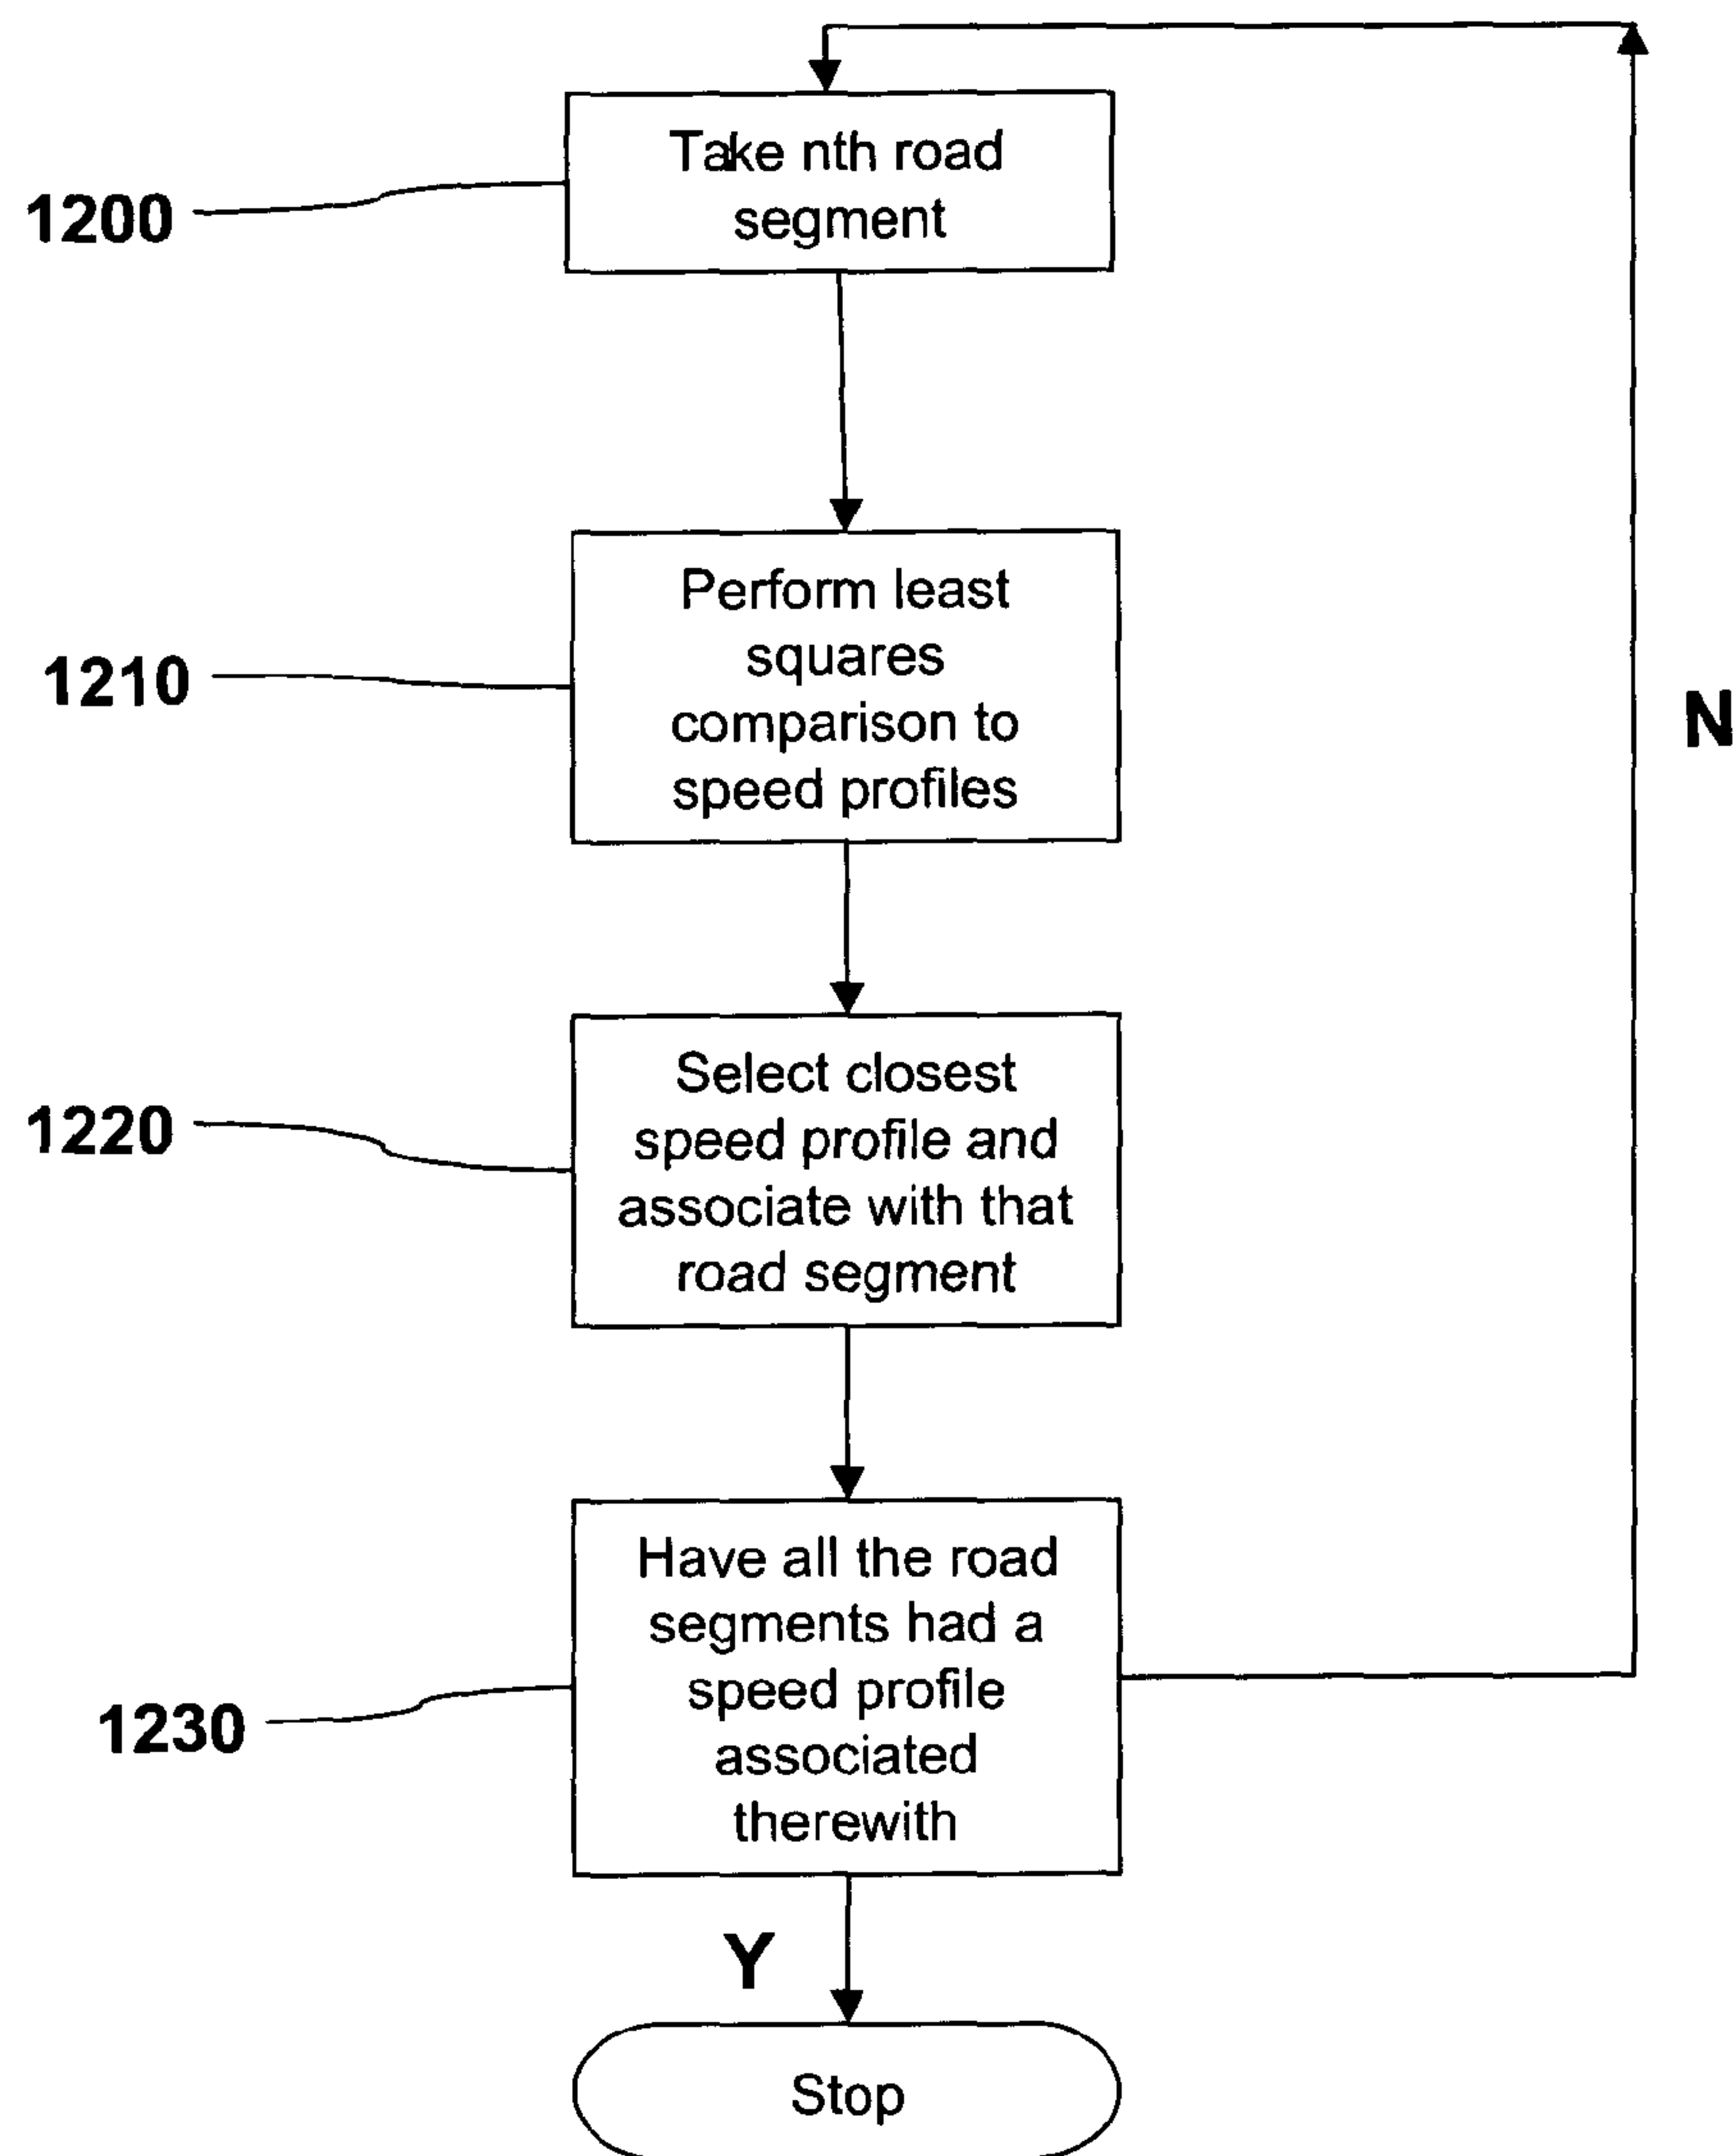 Take nth road
segment
1200
Perform least
squares
comparison to
speed profiles
1210
N
Select closest
speed profile and
associate with that
road segment
1220
Have all the road
segments had a
speed profile
associated
therewith
1230
Y
Stop